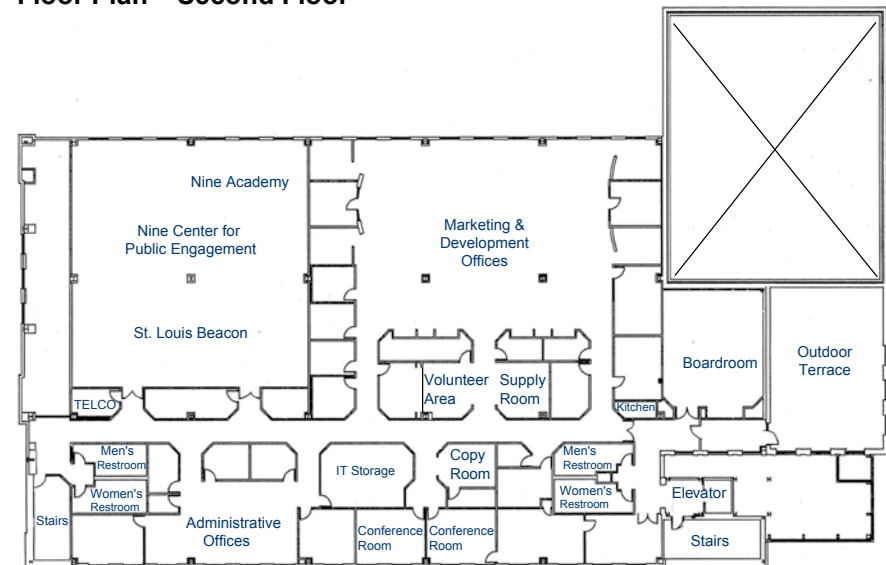 Floor Plan – Second Floor
Nine Academy
Nine Center for
Public Engagement
Marketing &
Development
Offices
St. Louis Beacon
Boardroom
Outdoor
Terrace
Volunteer
Area
Supply
Room
TELCO
Kitchen
Men's
Restroom
IT Storage
Copy
Room
Men's
Restroom
Women's
Restroom
Women's
Restroom
Elevator
Stairs
Administrative
Offices
Conference
Room
Conference
Room
Stairs